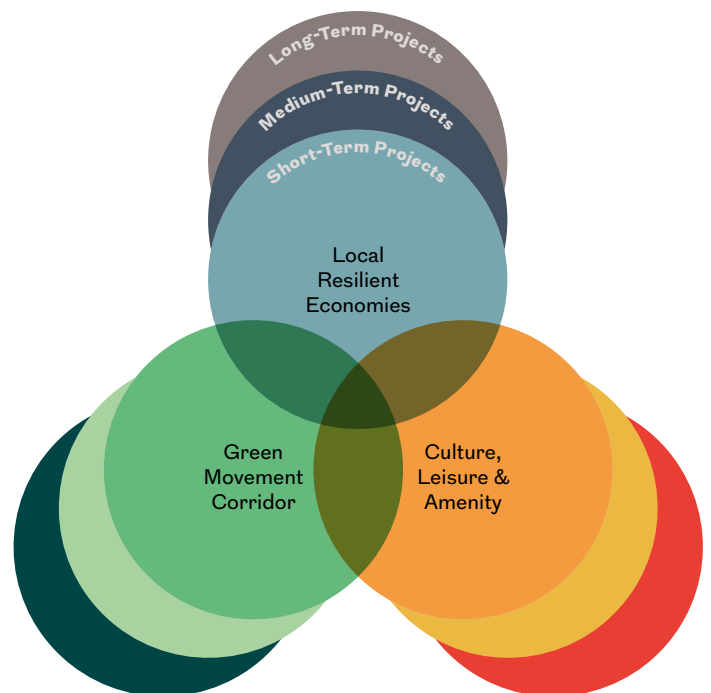 Long-Term Projects
Medium-Term Projects
Short-Term Projects
Local
Resilient
Economies
Green
Movement
Corridor
Culture,
Leisure &
Amenity